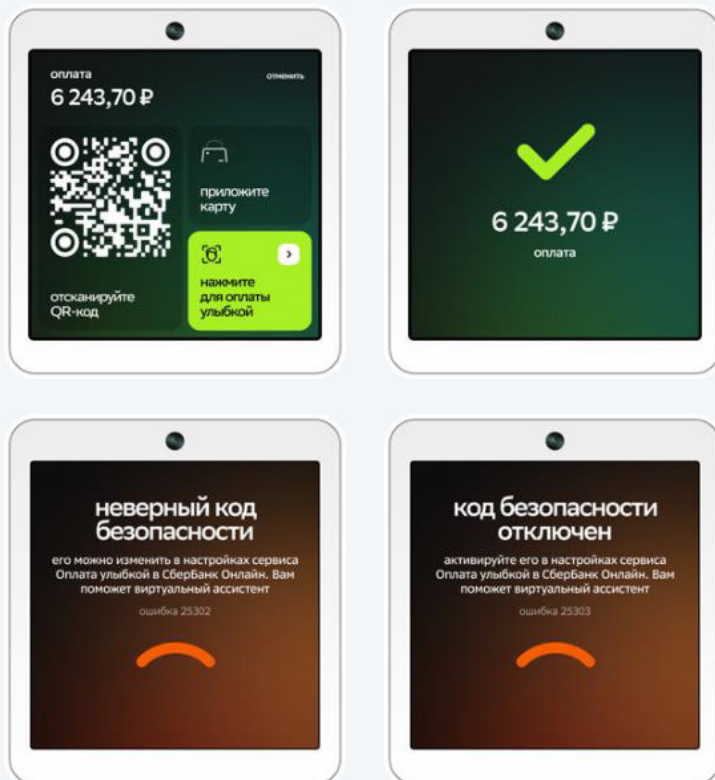 оплата
отменить
6 243,70 ₽
приложите
карту
нажмите
для оплаты
улыбкой
отсканируйте
QR-код
6 243,70 ₽
оплата
неверный код
безопасности
его можно изменить в настройках сервиса
Оплата улыбкой в СберБанк Онлайн. Вам
поможет виртуальный ассистент
ошибка 25302
код безопасности
отключен
активируйте его в настройках сервиса
Оплата улыбкой в СберБанк Онлайн. Вам
поможет виртуальный ассистент
ошибка 25303